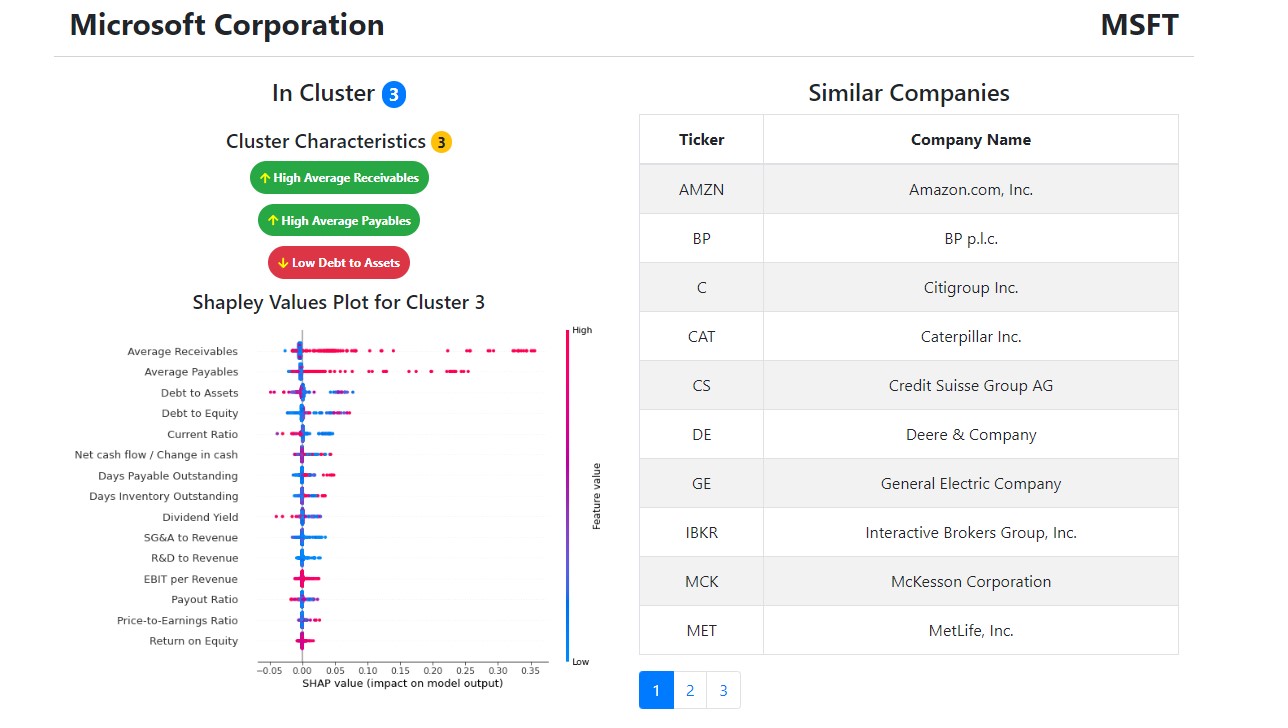 Microsoft Corporation
MSFT
In Cluster 3
Cluster Characteristics 3
↑ High Average Receivables
↑ High Average Payables
↓ Low Debt to Assets
Shapley Values Plot for Cluster 3
High
Average Receivables
Average Payables
Debt to Assets
Debt to Equity
Current Ratio
Net cash flow / Change in cash
Days Payable Outstanding
Days Inventory Outstanding
Dividend Yield
SG&A to Revenue
R&D to Revenue
EBIT per Revenue
Payout Ratio
Price-to-Earnings Ratio
Return on Equity
Feature value
Low
−0.05 0.00 0.05 0.10 0.15 0.20 0.25 0.30 0.35
SHAP value (impact on model output)
Similar Companies
Ticker Company Name
AMZN Amazon.com, Inc.
BP BP p.l.c.
C Citigroup Inc.
CAT Caterpillar Inc.
CS Credit Suisse Group AG
DE Deere & Company
GE General Electric Company
IBKR Interactive Brokers Group, Inc.
MCK McKesson Corporation
MET MetLife, Inc.
1 2 3